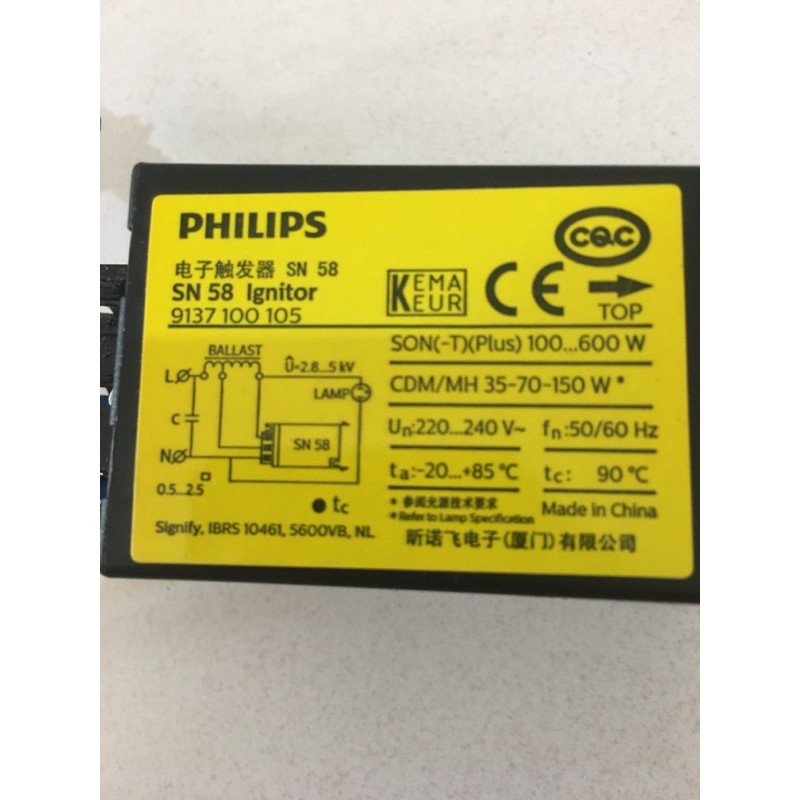 PHILIPS
电子触发器 SN 58
SN 58 Ignitor
9137 100 105
CQC
KEMA
KEUR
CE
TOP
SON(-T)(Plus) 100...600 W
CDM/MH 35-70-150 W *
Un:220...240 V~ fn:50/60 Hz
ta:-20...+85 ℃ tc: 90 ℃
* 参阅光源技术要求
* Refer to Lamp Specification
Made in China
昕诺飞电子(厦门)有限公司
BALLAST
Û=2.8...5 kV
L
LAMP
C
SN 58
N
0.5...2.5
tc
Signify, IBRS 10461, 5600VB, NL